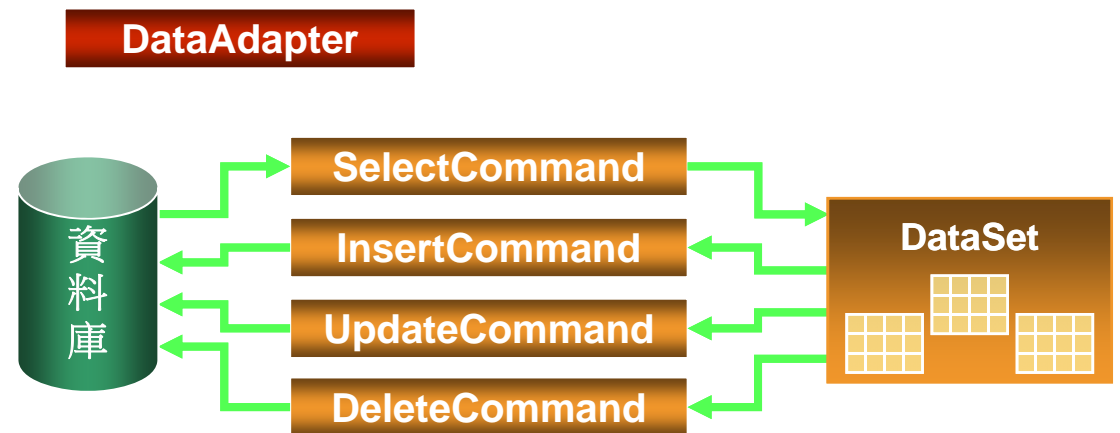 DataAdapter
SelectCommand
InsertCommand
UpdateCommand
DeleteCommand
資料庫
DataSet